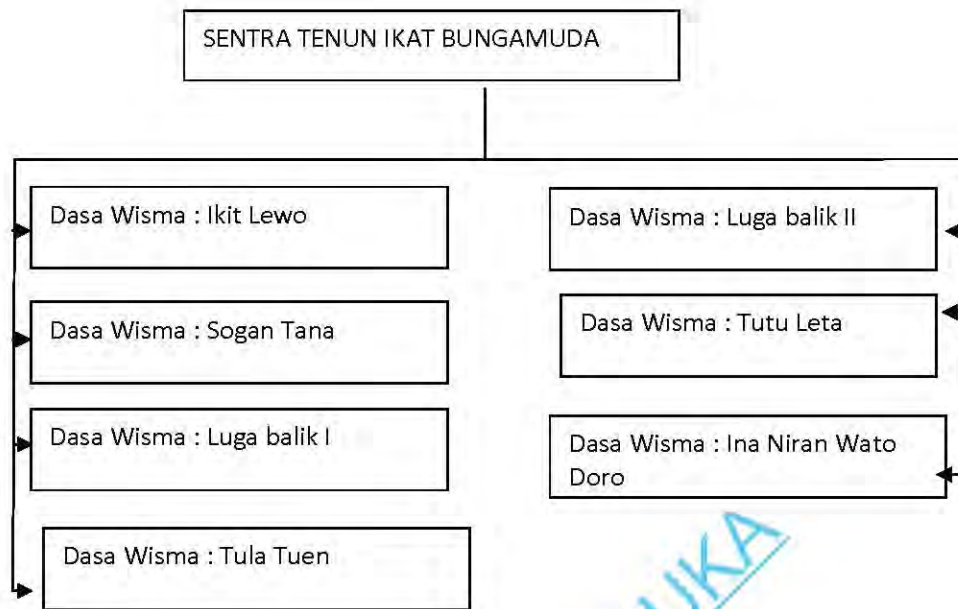 SENTRA TENUN IKAT BUNGAMUDA
Dasa Wisma : Ikit Lewo
Dasa Wisma : Sogan Tana
Dasa Wisma : Luga balik I
Dasa Wisma : Tula Tuen
Dasa Wisma : Luga balik II
Dasa Wisma : Tutu Leta
Dasa Wisma : Ina Niran Wato
Doro